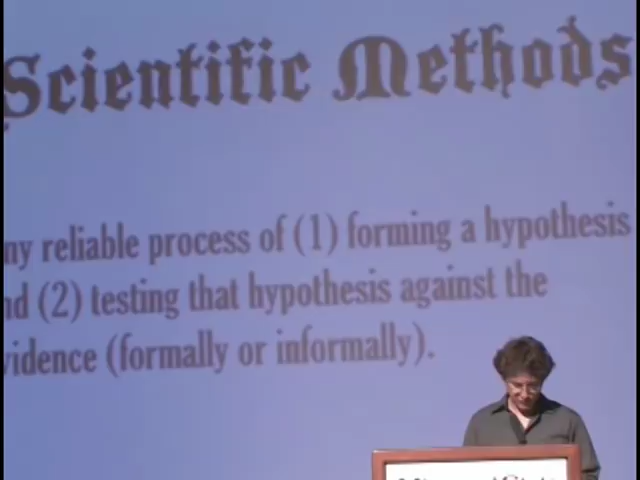 Scientific Methods
ny reliable process of (1) forming a hypothesis
nd (2) testing that hypothesis against the
vidence (formally or informally).